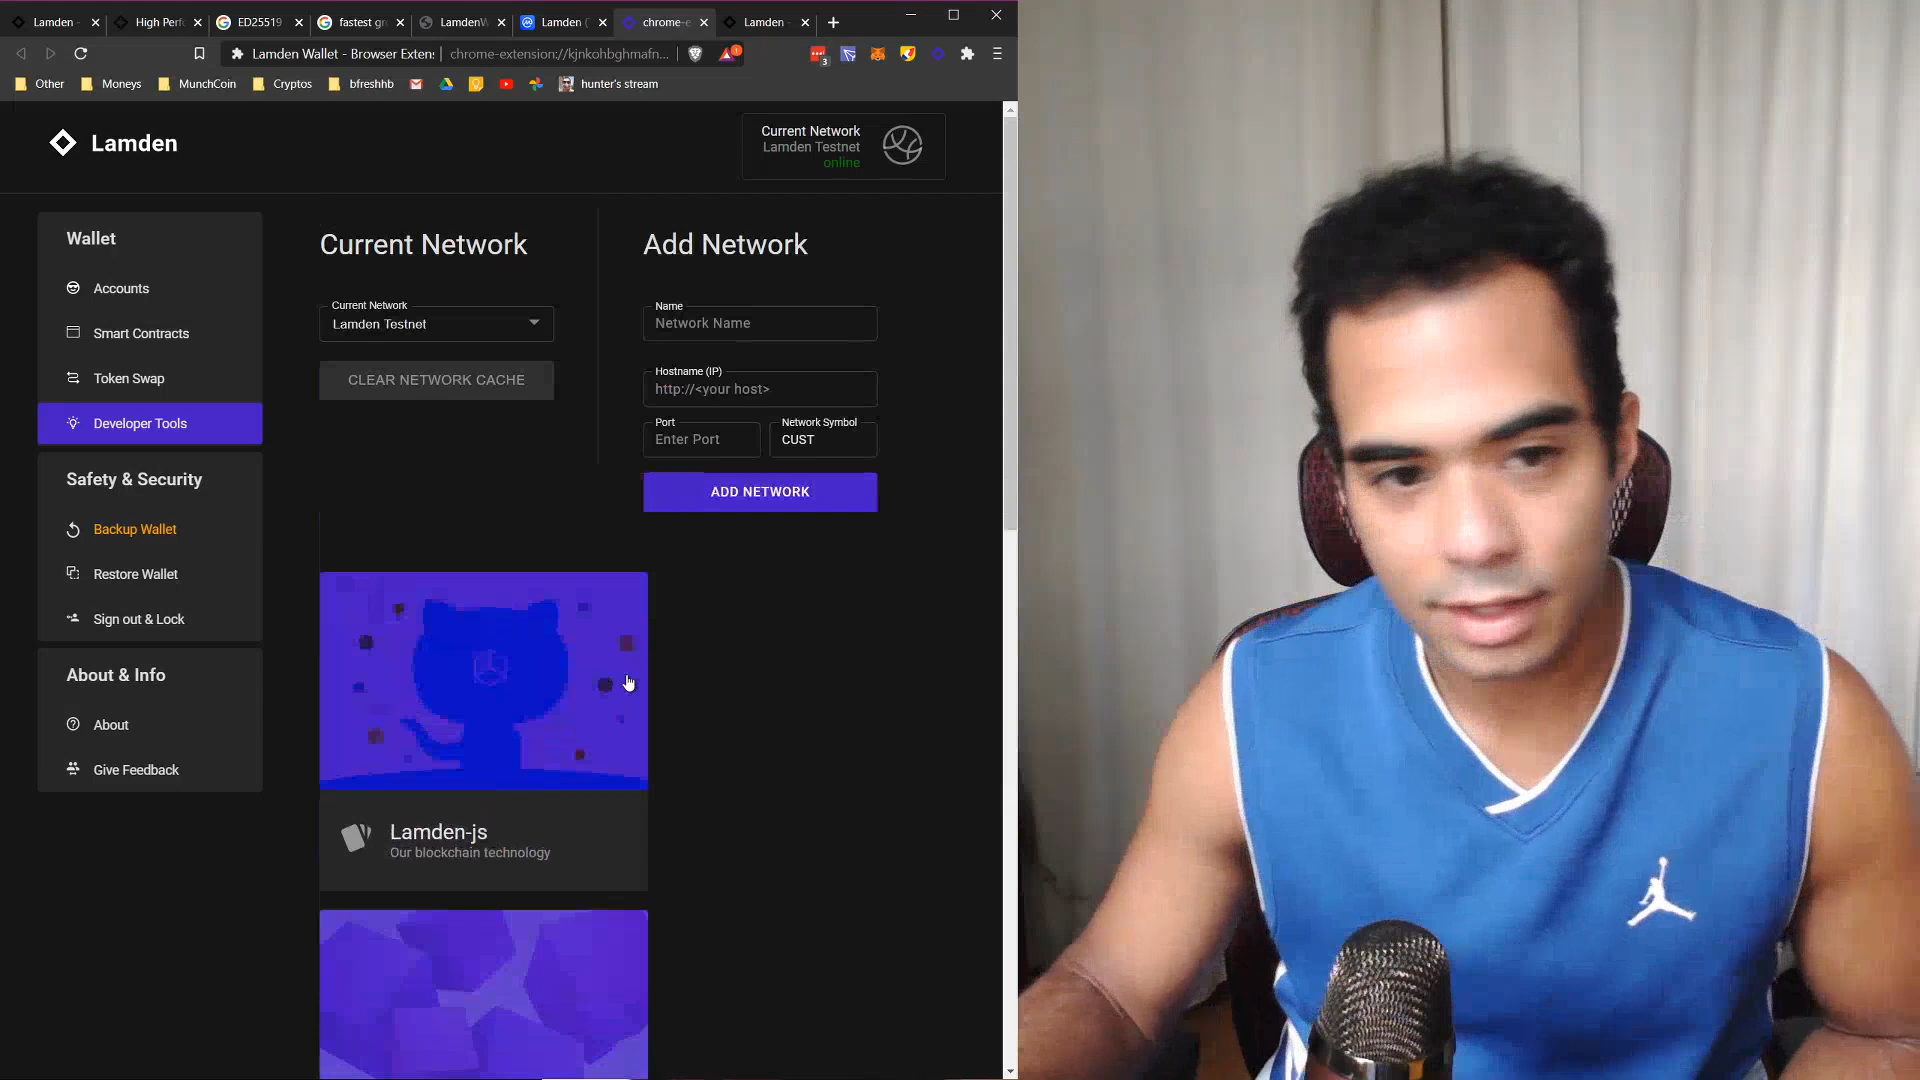 Lamden
High Perf
ED25519
fastest gr
LamdenW
Lamden (
chrome-e
Lamden
Lamden Wallet - Browser Extens
chrome-extension://kjnkohbghmafn...
1
3
Other
Moneys
MunchCoin
Cryptos
bfreshhb
hunter's stream
Lamden
Current Network
Lamden Testnet
online
Wallet
Accounts
Smart Contracts
Token Swap
Developer Tools
Safety & Security
Backup Wallet
Restore Wallet
Sign out & Lock
About & Info
About
Give Feedback
Current Network
Current Network
Lamden Testnet
CLEAR NETWORK CACHE
Add Network
Name
Network Name
Hostname (IP)
http://<your host>
Port
Enter Port
Network Symbol
CUST
ADD NETWORK
Lamden-js
Our blockchain technology